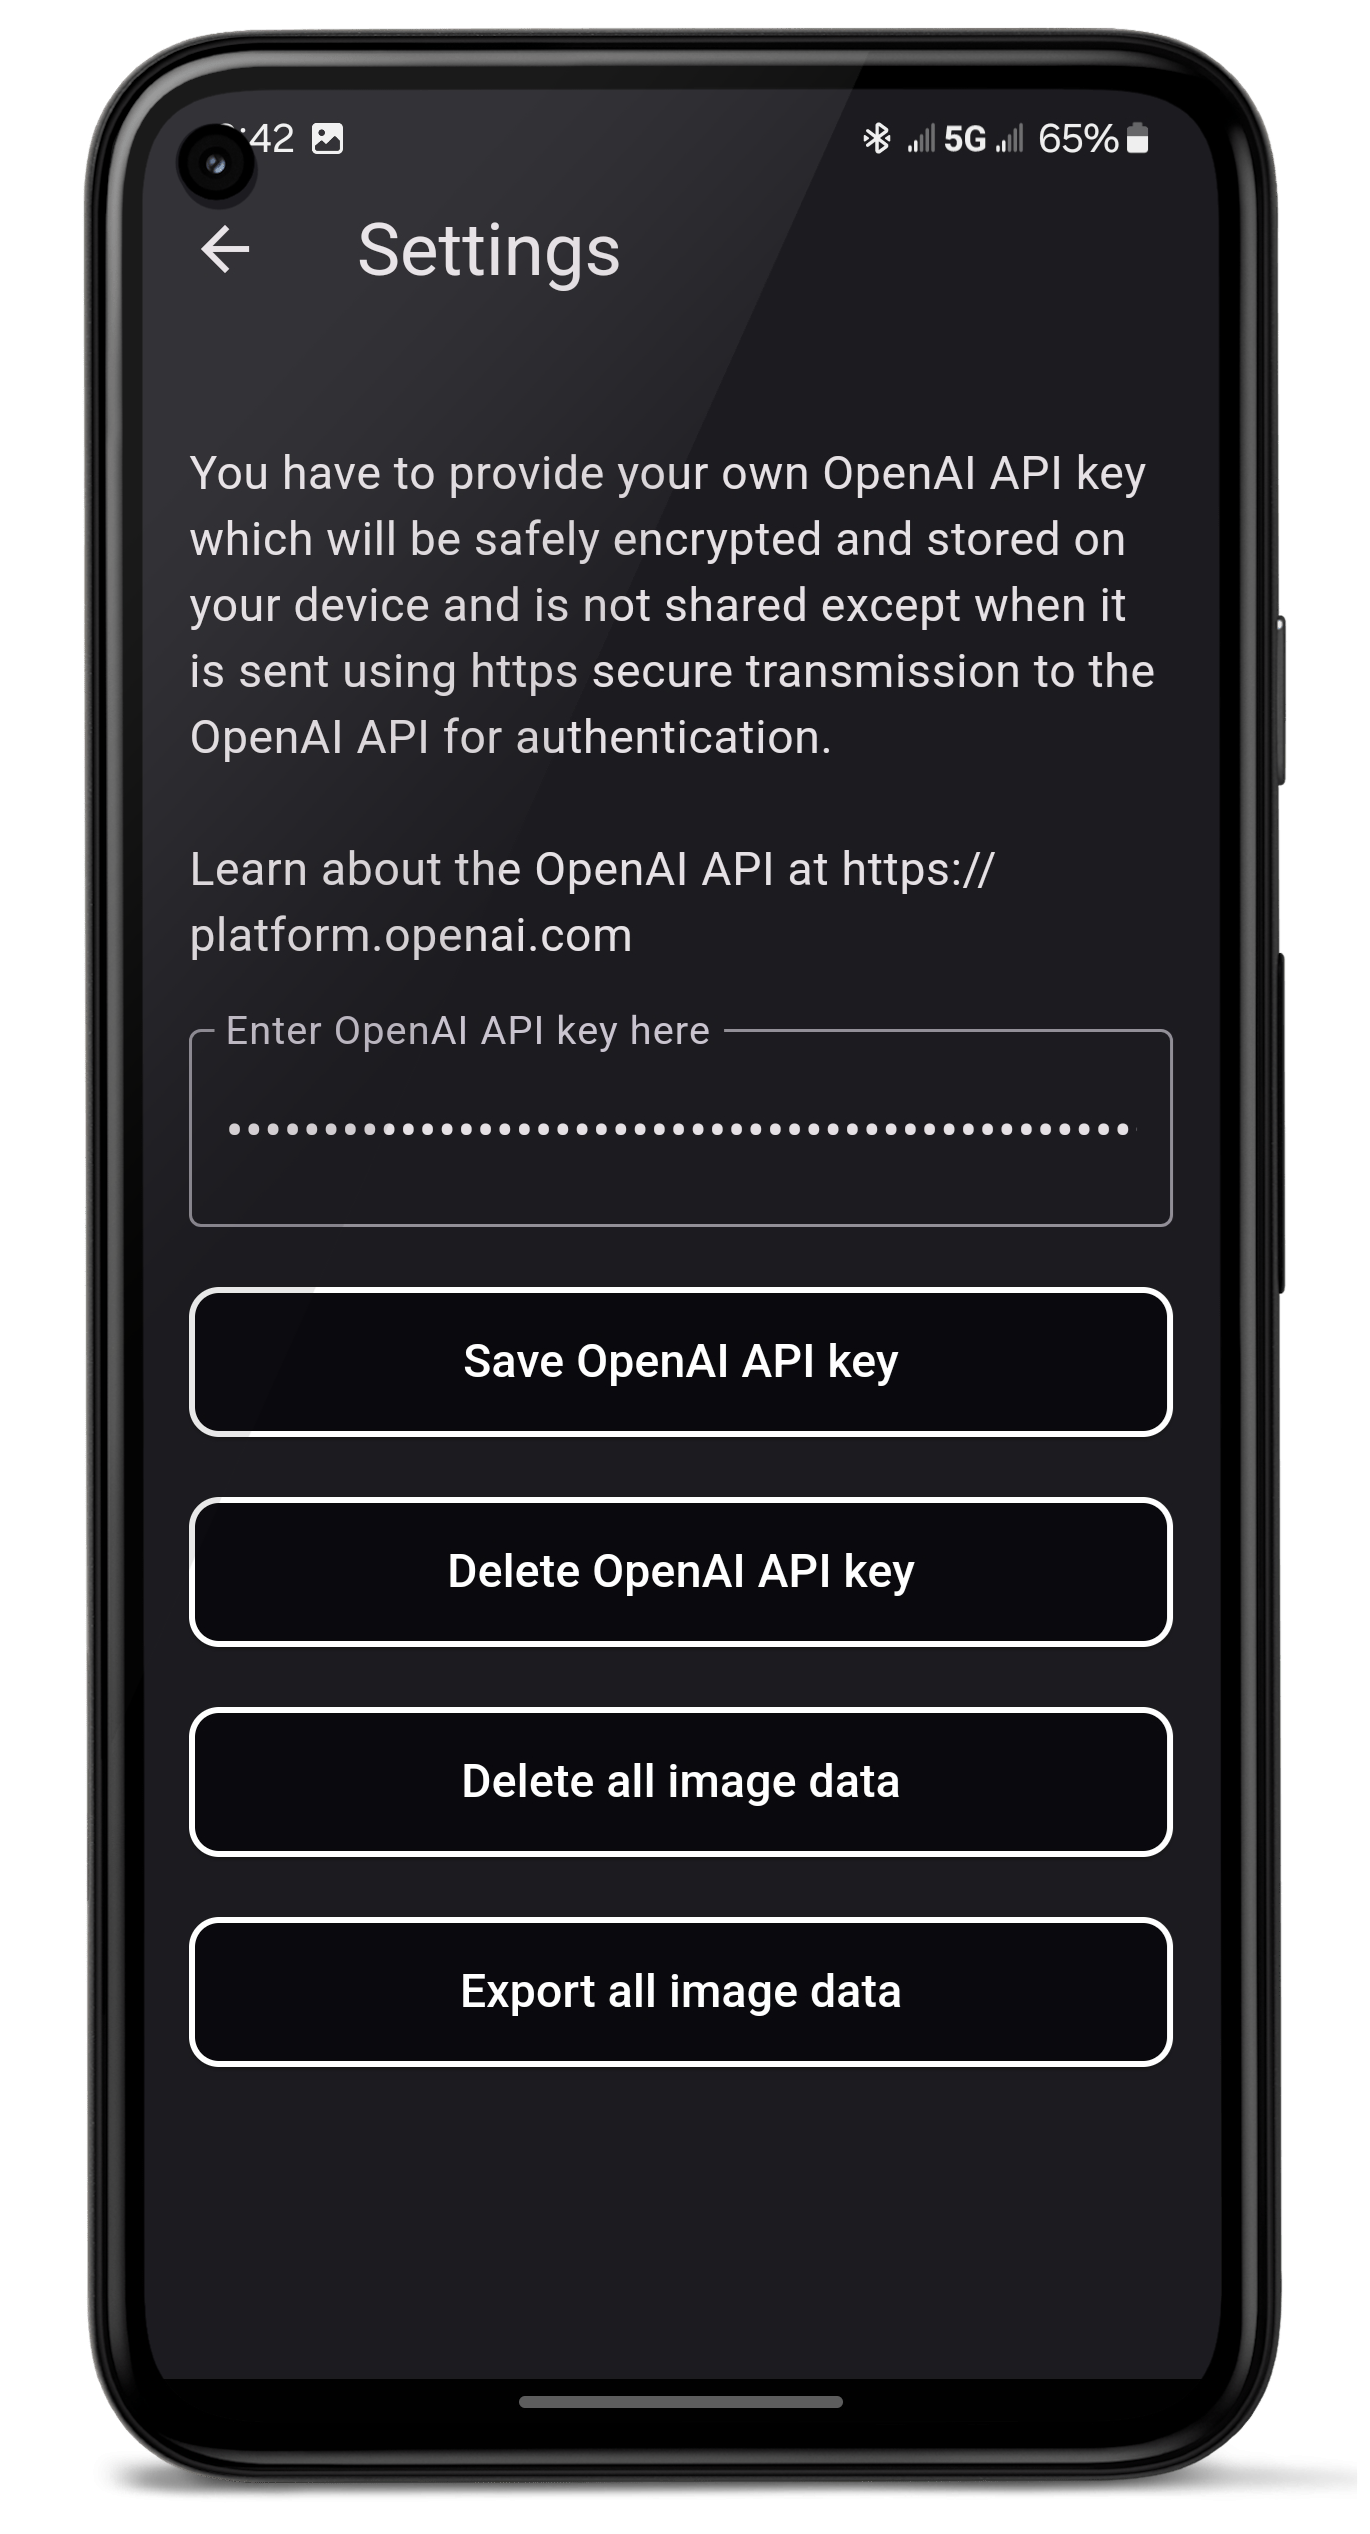 :42 5G 65%
Settings
You have to provide your own OpenAI API key
which will be safely encrypted and stored on
your device and is not shared except when it
is sent using https secure transmission to the
OpenAI API for authentication.
Learn about the OpenAI API at https://
platform.openai.com
Enter OpenAI API key here
Save OpenAI API key
Delete OpenAI API key
Delete all image data
Export all image data